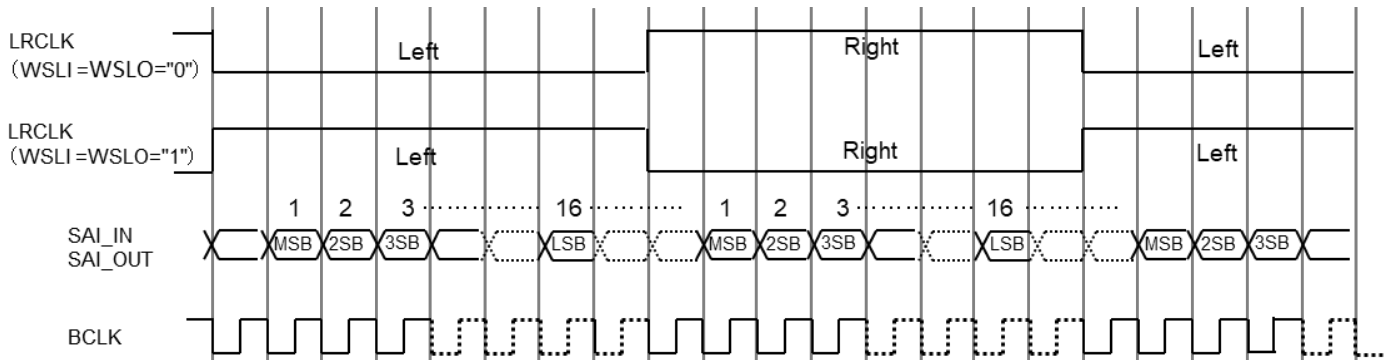 LRCLK
（WSLI =WSLO="0"）
Left Right Left
LRCLK
（WSLI =WSLO="1"）
Left Right Left
1 2 3 16 1 2 3 16
SAI_IN
SAI_OUT
MSB 2SB 3SB LSB MSB 2SB 3SB LSB MSB 2SB 3SB
BCLK